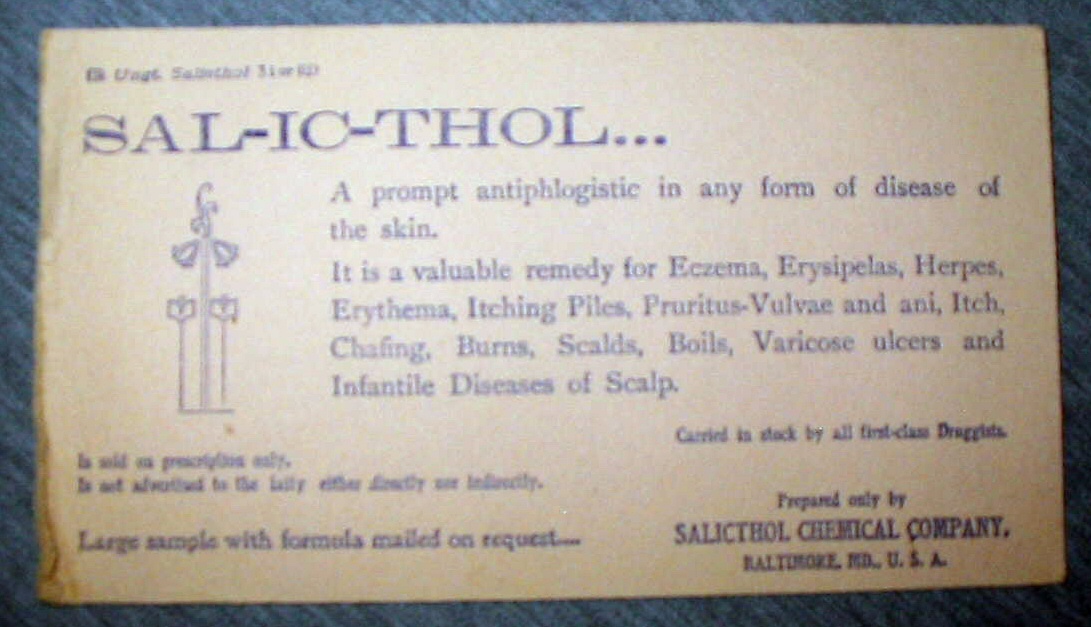 Ungt. Salicthol
SAL-IC-THOL...
A prompt antiphlogistic in any form of disease of
the skin.
It is a valuable remedy for Eczema, Erysipelas, Herpes,
Erythema, Itching Piles, Pruritus-Vulvae and ani, Itch,
Chafing, Burns, Scalds, Boils, Varicose ulcers and
Infantile Diseases of Scalp.
Carried in stock by all first-class Druggists.
Is sold on prescription only.
Is not advertised to the laity either directly nor indirectly.
Large sample with formula mailed on request....
Prepared only by
SALICTHOL CHEMICAL COMPANY.
BALTIMORE, MD., U. S. A.